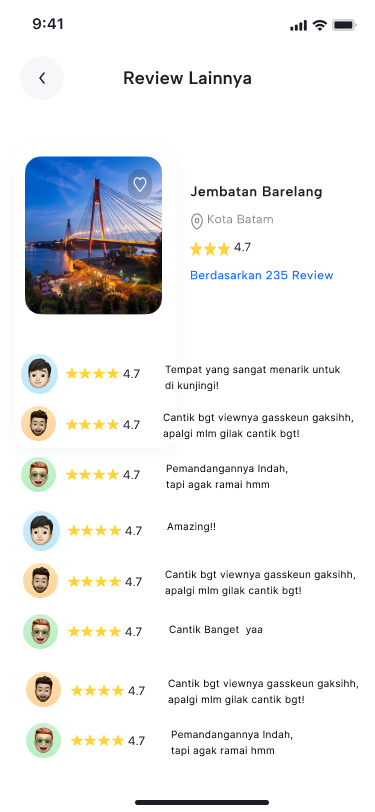 9:41
Review Lainnya
Jembatan Barelang
Kota Batam
4.7
Berdasarkan 235 Review
4.7
Tempat yang sangat menarik untuk
di kunjingi!
4.7
Cantik bgt viewnya gasskeun gaksihh,
apalgi mlm gilak cantik bgt!
4.7
Pemandangannya Indah,
tapi agak ramai hmm
4.7
Amazing!!
4.7
Cantik bgt viewnya gasskeun gaksihh,
apalgi mlm gilak cantik bgt!
4.7
Cantik Banget yaa
4.7
Cantik bgt viewnya gasskeun gaksihh,
apalgi mlm gilak cantik bgt!
4.7
Pemandangannya Indah,
tapi agak ramai hmm